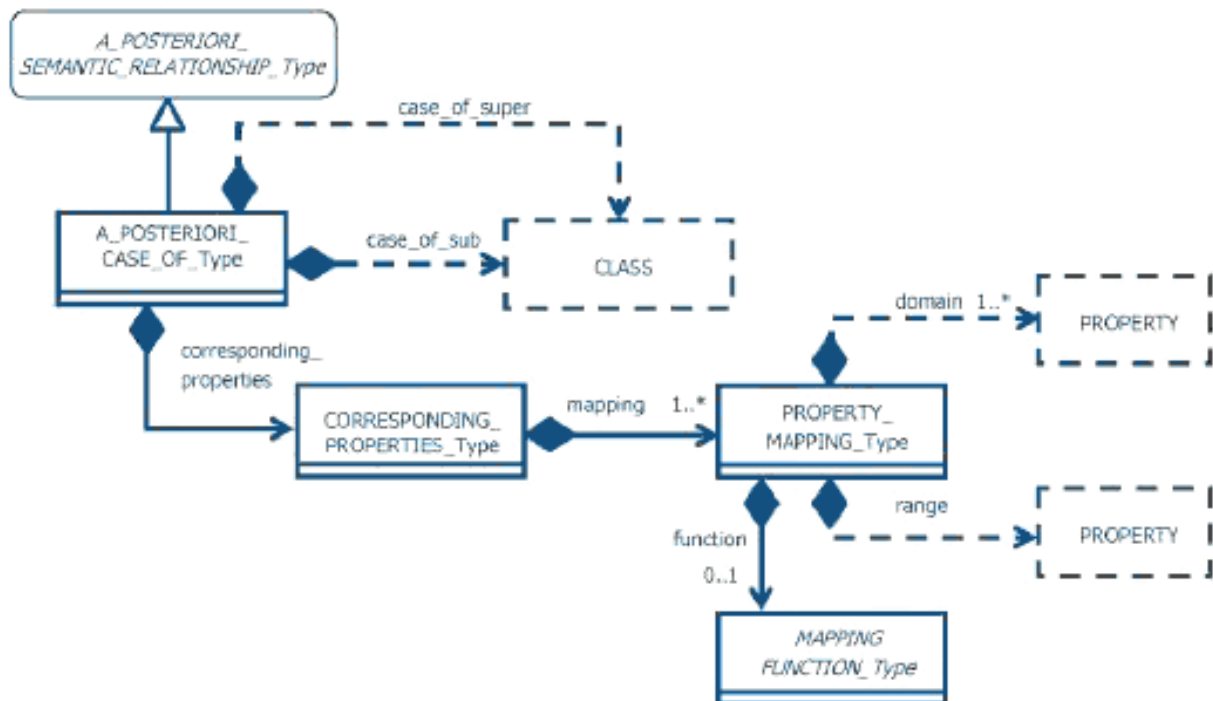 A_POSTERIORI_
SEMANTIC_RELATIONSHIP_Type
case_of_super
A_POSTERIORI_
CASE_OF_Type
case_of_sub
CLASS
domain 1..*
PROPERTY
corresponding_
properties
CORRESPONDING_
PROPERTIES_Type
mapping 1..*
PROPERTY_
MAPPING_Type
range
PROPERTY
function
0..1
MAPPING
FUNCTION_Type